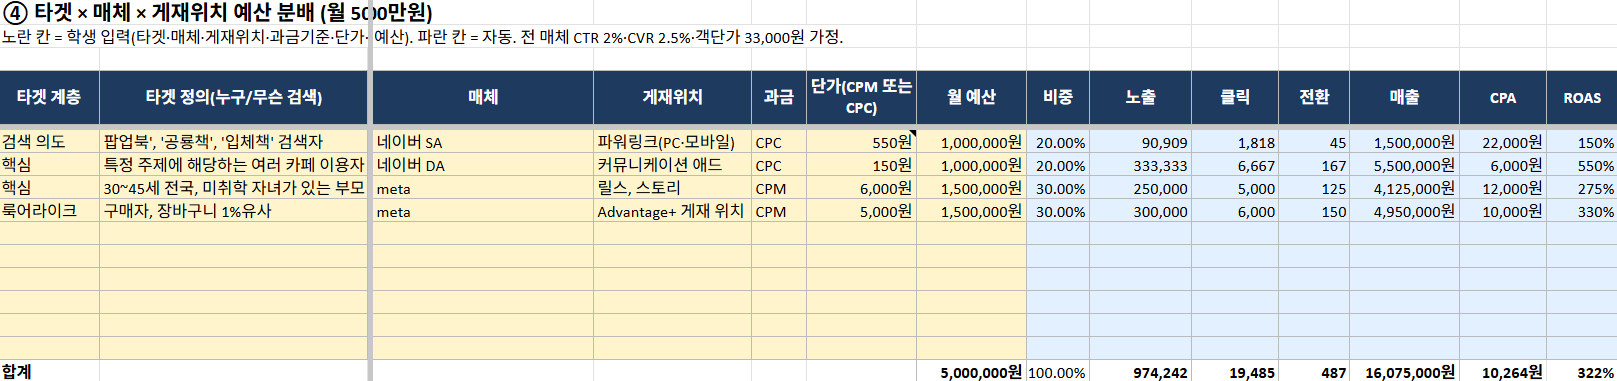 ④ 타겟 × 매체 × 게재위치 예산 분배 (월 500만원)
노란 칸 = 학생 입력(타겟·매체·게재위치·과금기준·단가· 예산). 파란 칸 = 자동. 전 매체 CTR 2%·CVR 2.5%·객단가 33,000원 가정.
타겟 계층 타겟 정의(누구/무슨 검색) 매체 게재위치 과금 단가(CPM 또는 CPC) 월 예산 비중 노출 클릭 전환 매출 CPA ROAS
검색 의도 팝업북', '공룡책', '입체책' 검색자 네이버 SA 파워링크(PC·모바일) CPC 550원 1,000,000원 20.00% 90,909 1,818 45 1,500,000원 22,000원 150%
핵심 특정 주제에 해당하는 여러 카페 이용자 네이버 DA 커뮤니케이션 애드 CPC 150원 1,000,000원 20.00% 333,333 6,667 167 5,500,000원 6,000원 550%
핵심 30~45세 전국, 미취학 자녀가 있는 부모 meta 릴스, 스토리 CPM 6,000원 1,500,000원 30.00% 250,000 5,000 125 4,125,000원 12,000원 275%
룩어라이크 구매자, 장바구니 1%유사 meta Advantage+ 게재 위치 CPM 5,000원 1,500,000원 30.00% 300,000 6,000 150 4,950,000원 10,000원 330%
합계 5,000,000원 100.00% 974,242 19,485 487 16,075,000원 10,264원 322%